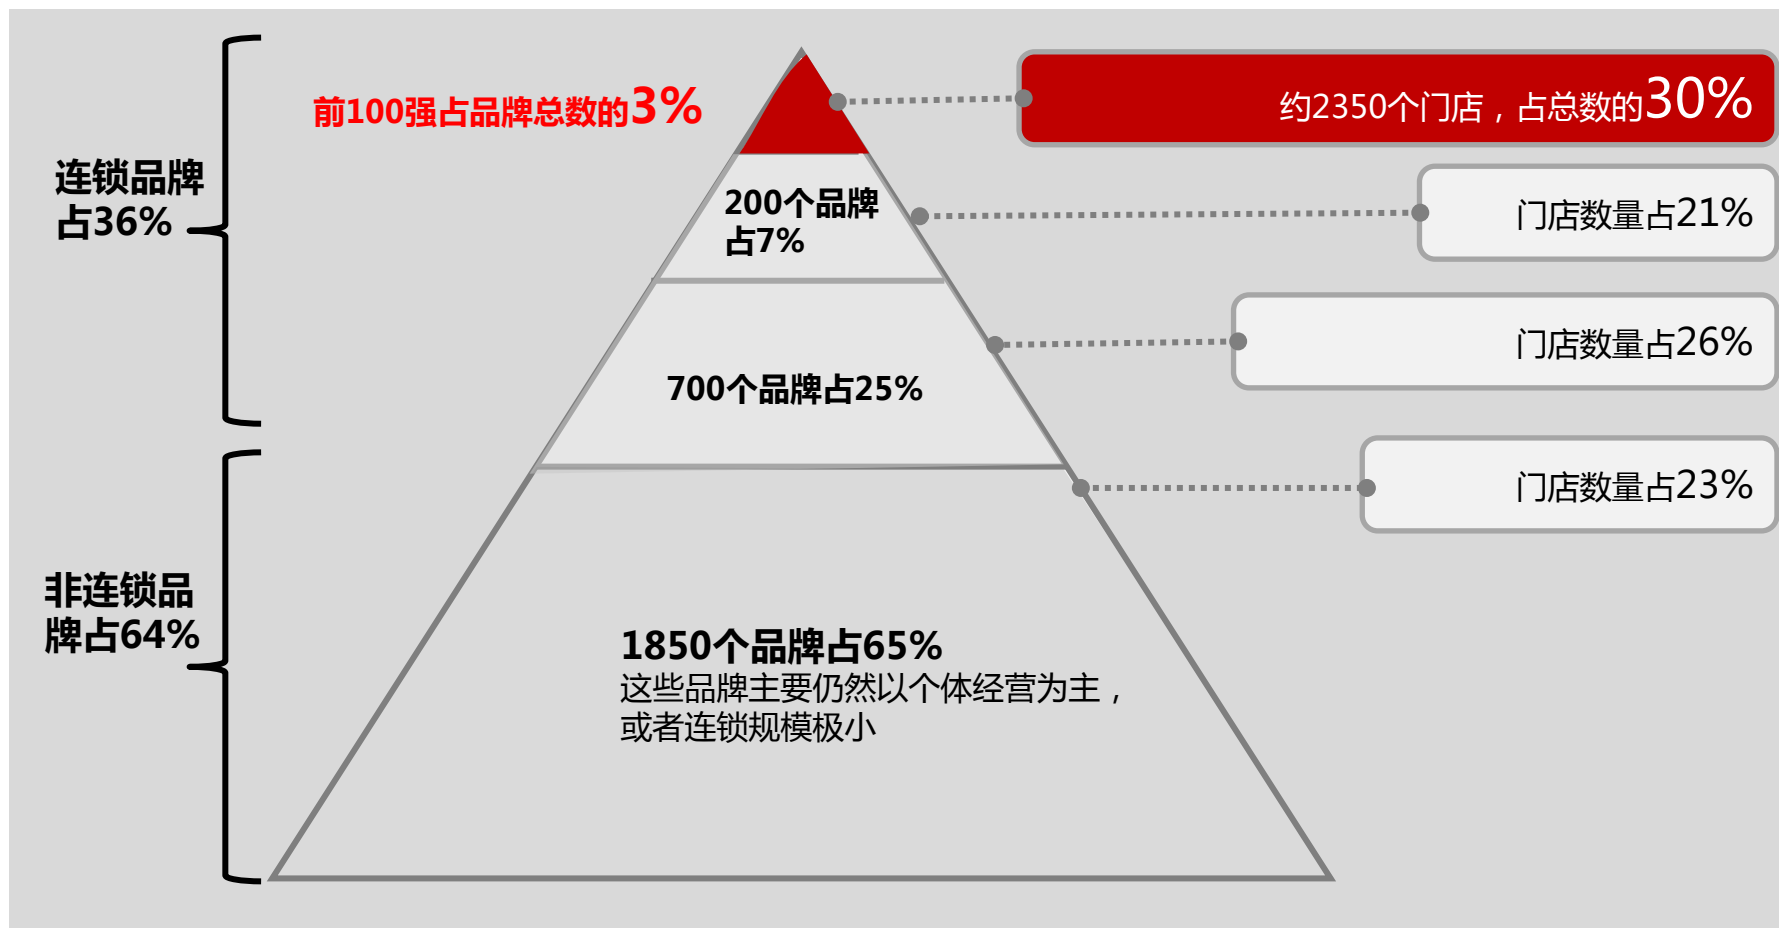 前100强占品牌总数的3%
约2350个门店，占总数的30%
连锁品牌
占36%
200个品牌
占7%
门店数量占21%
700个品牌占25%
门店数量占26%
门店数量占23%
非连锁品
牌占64%
1850个品牌占65%
这些品牌主要仍然以个体经营为主，
或者连锁规模极小